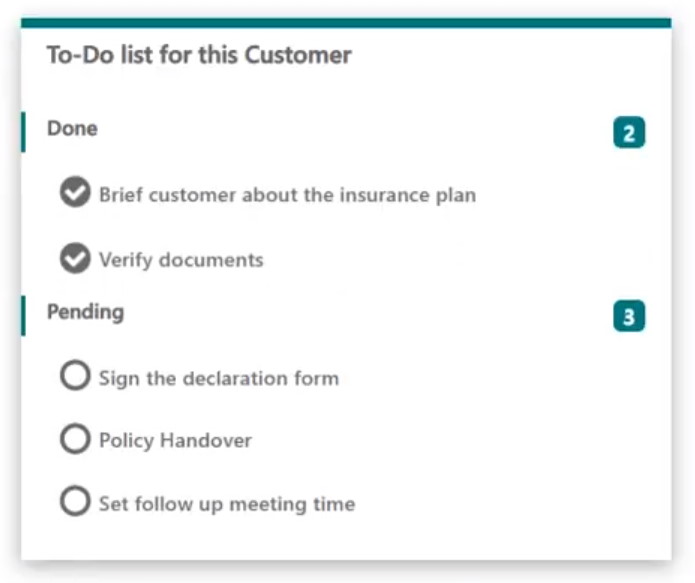 To-Do list for this Customer
Done 2
Brief customer about the insurance plan
Verify documents
Pending 3
Sign the declaration form
Policy Handover
Set follow up meeting time